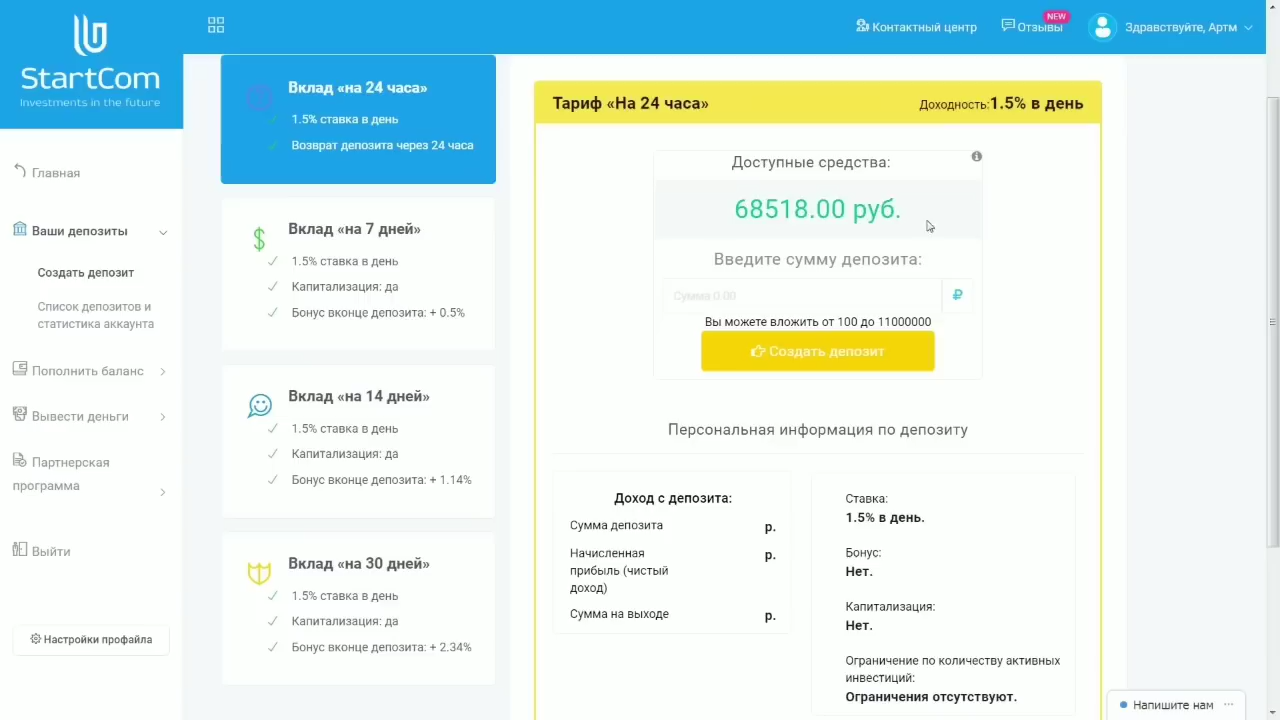 StartCom
Investments in the future
Контактный центр
Отзывы
NEW
Здравствуйте, Артм
Главная
Ваши депозиты
Создать депозит
Список депозитов и
статистика аккаунта
Пополнить баланс
Вывести деньги
Партнерская
программа
Выйти
Настройки профайла
Вклад «на 24 часа»
1.5% ставка в день
Возврат депозита через 24 часа
Вклад «на 7 дней»
1.5% ставка в день
Капитализация: да
Бонус вконце депозита: + 0.5%
Вклад «на 14 дней»
1.5% ставка в день
Капитализация: да
Бонус вконце депозита: + 1.14%
Вклад «на 30 дней»
1.5% ставка в день
Капитализация: да
Бонус вконце депозита: + 2.34%
Тариф «На 24 часа»
Доходность:1.5% в день
Доступные средства:
68518.00 руб.
Введите сумму депозита:
Сумма 0.00
₽
Вы можете вложить от 100 до 11000000
Создать депозит
Персональная информация по депозиту
Доход с депозита:
Сумма депозита р.
Начисленная р.
прибыль (чистый
доход)
Сумма на выходе р.
Ставка:
1.5% в день.
Бонус:
Нет.
Капитализация:
Нет.
Ограничение по количеству активных
инвестиций:
Ограничения отсутствуют.
Напишите нам